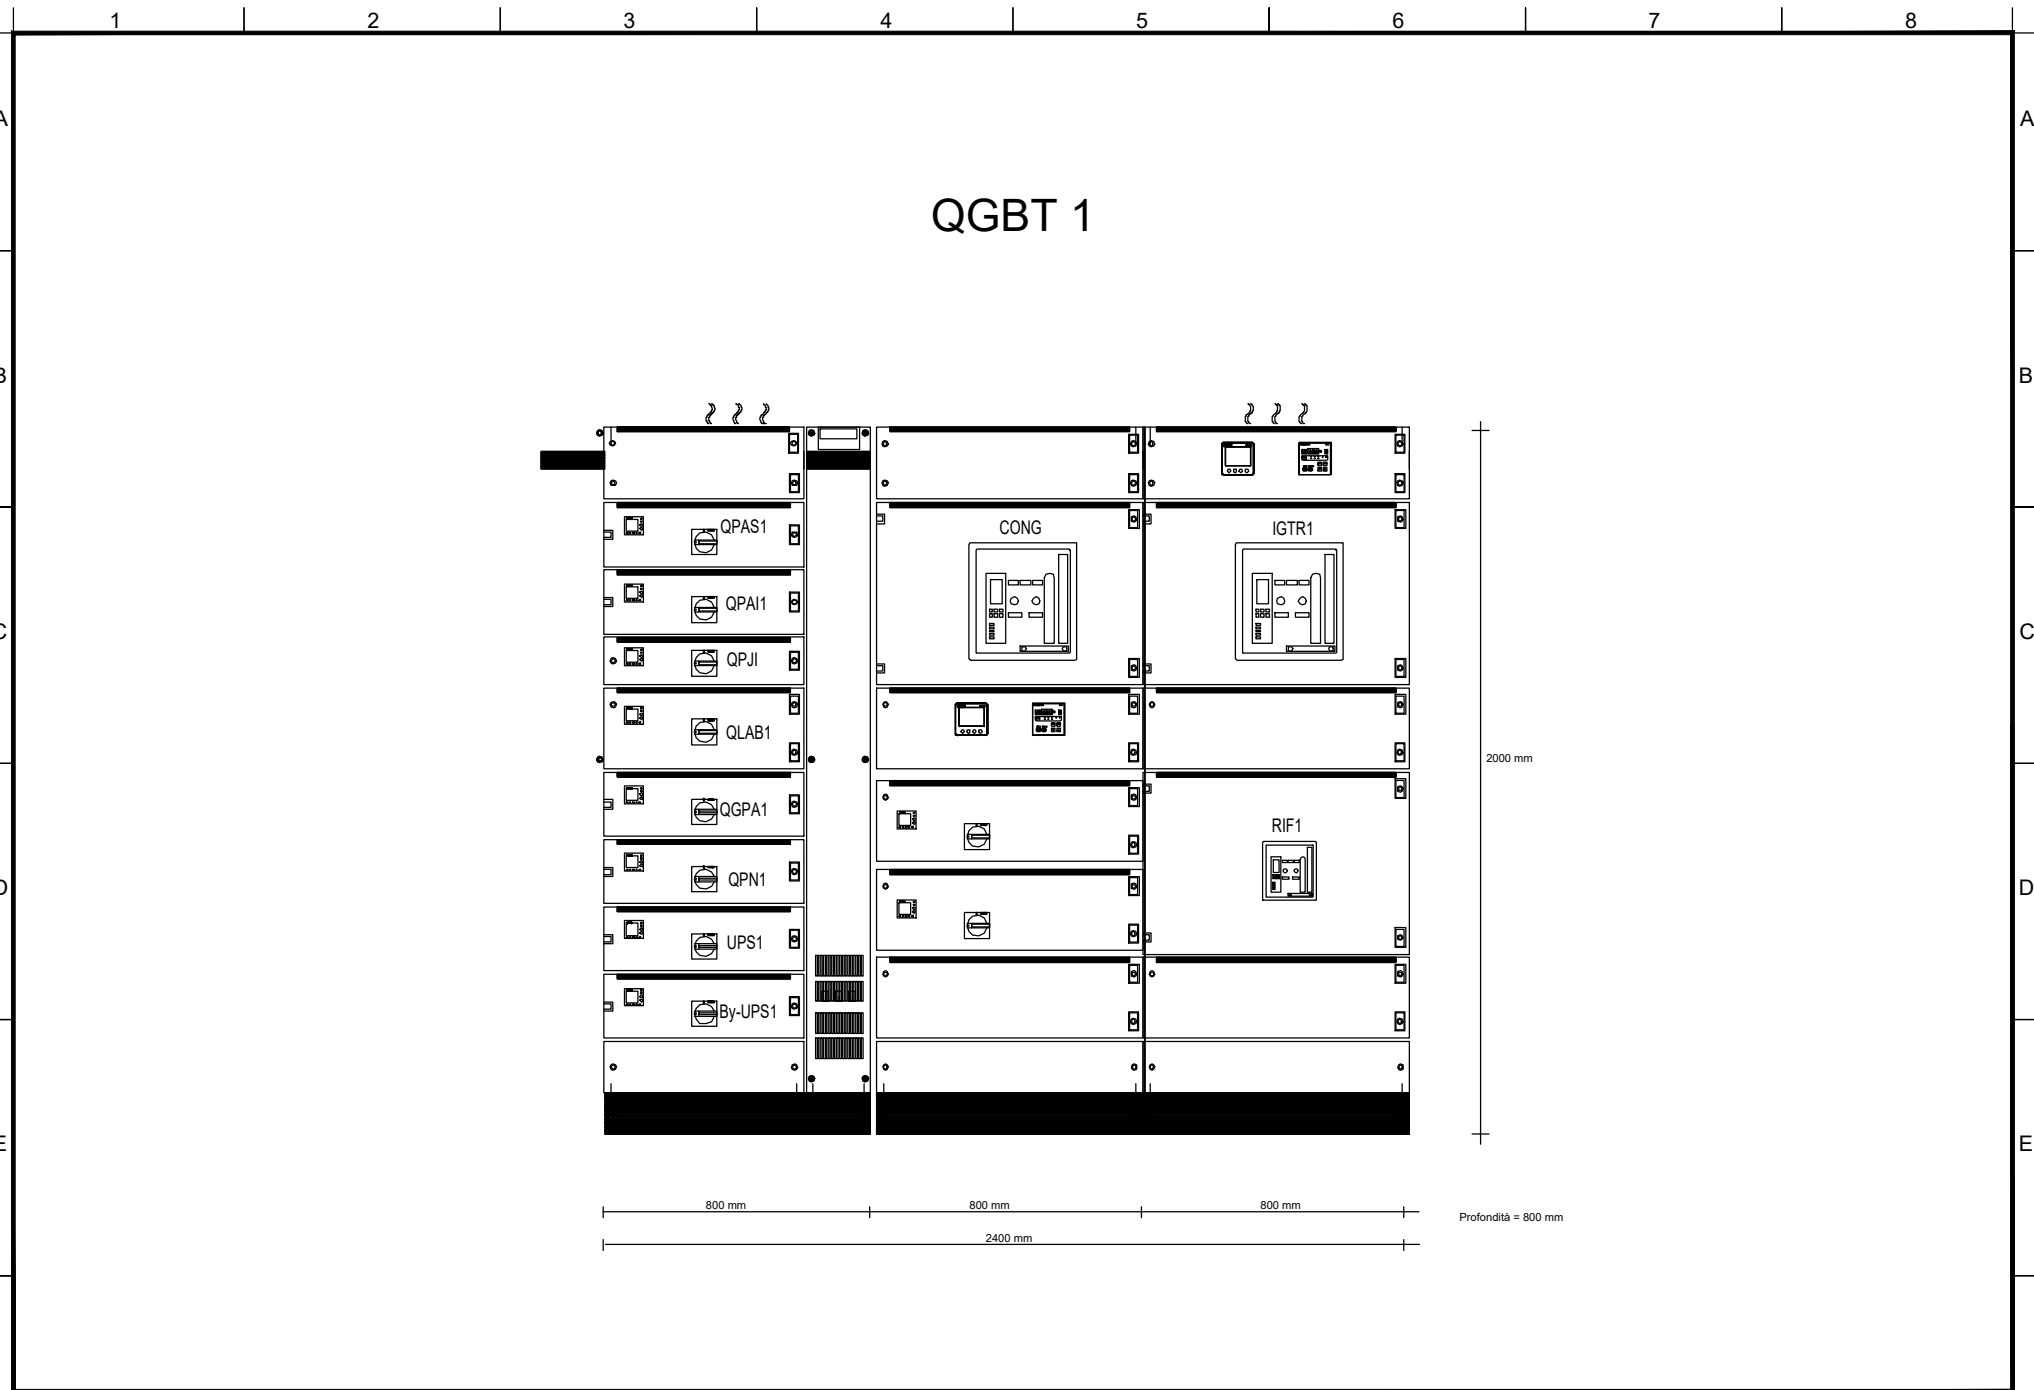 1 2 3 4 5 6 7 8
A A
QGBT 1
B B
QPAS1 CONG IGTR1
QPAI1
C C
QPJI
QLAB1
2000 mm
QGPA1
RIF1
QPN1
D D
UPS1
By-UPS1
E E
800 mm 800 mm 800 mm
Profondità = 800 mm
2400 mm